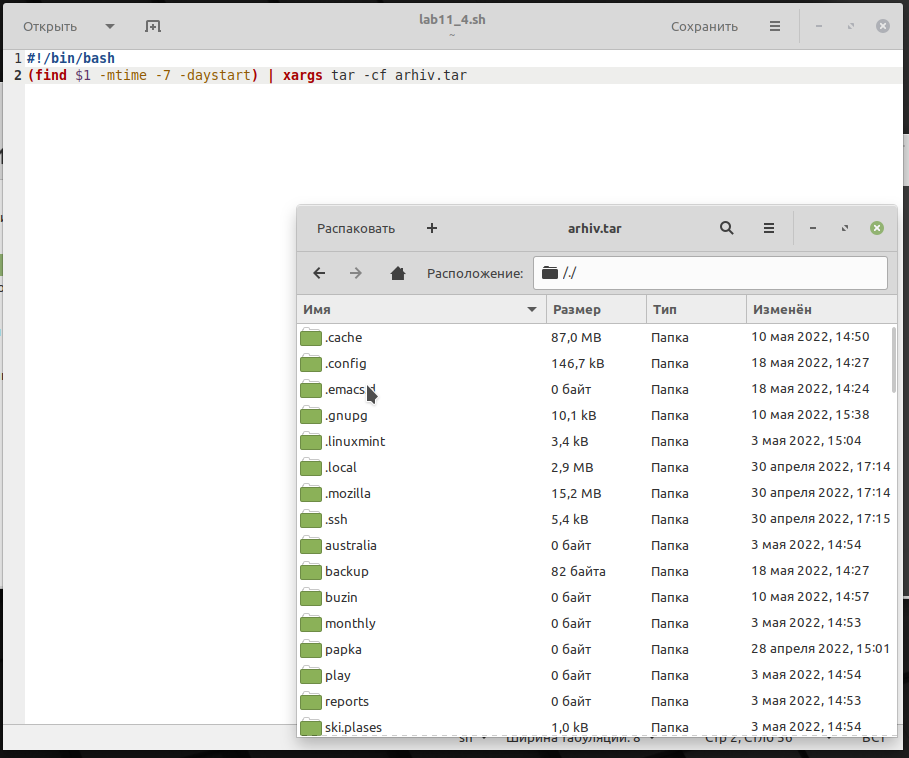 Открыть
lab11_4.sh
~
Сохранить
1 #!/bin/bash
2 (find $1 -mtime -7 -daystart) | xargs tar -cf arhiv.tar
Распаковать
arhiv.tar
Расположение: /./
Имя Размер Тип Изменён
.cache 87,0 MB Папка 10 мая 2022, 14:50
.config 146,7 kB Папка 18 мая 2022, 14:27
.emacs.d 0 байт Папка 18 мая 2022, 14:24
.gnupg 10,1 kB Папка 10 мая 2022, 15:38
.linuxmint 3,4 kB Папка 3 мая 2022, 15:04
.local 2,9 MB Папка 30 апреля 2022, 17:14
.mozilla 15,2 MB Папка 30 апреля 2022, 17:14
.ssh 5,4 kB Папка 30 апреля 2022, 17:15
australia 0 байт Папка 3 мая 2022, 14:54
backup 82 байта Папка 18 мая 2022, 14:27
buzin 0 байт Папка 10 мая 2022, 14:57
monthly 0 байт Папка 3 мая 2022, 14:53
papka 0 байт Папка 28 апреля 2022, 15:01
play 0 байт Папка 3 мая 2022, 14:54
reports 0 байт Папка 3 мая 2022, 14:53
ski.plases 1,0 kB Папка 3 мая 2022, 14:54
sh Ширина табуляции: 8 Стр 2, Стлб 56 ВСТ